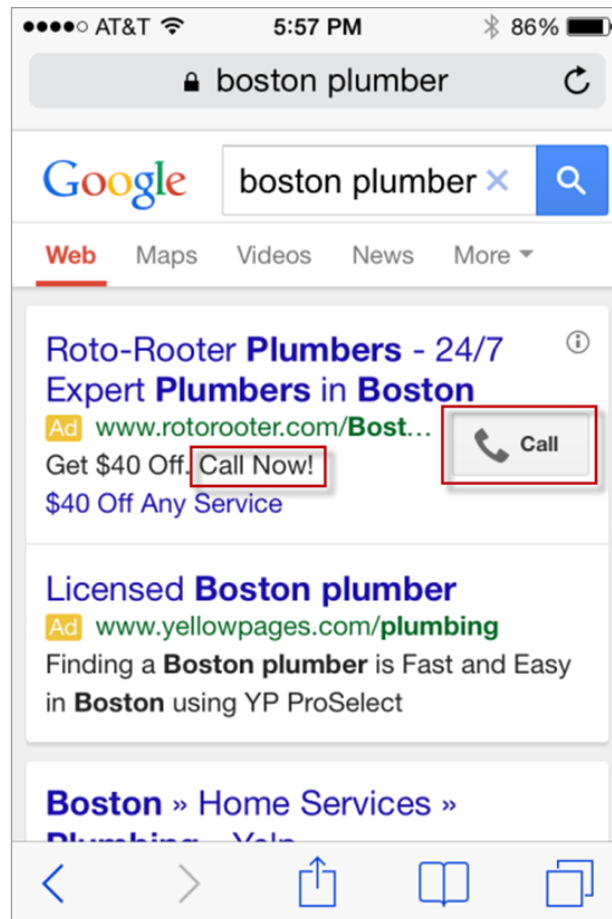 AT&T 5:57 PM 86%
boston plumber
Google boston plumber
Web Maps Videos News More
Roto-Rooter Plumbers - 24/7
Expert Plumbers in Boston
Ad www.rotorooter.com/Bost...
Call
Get $40 Off. Call Now!
$40 Off Any Service
Licensed Boston plumber
Ad www.yellowpages.com/plumbing
Finding a Boston plumber is Fast and Easy
in Boston using YP ProSelect
Boston » Home Services »
Plumbing - Yelp